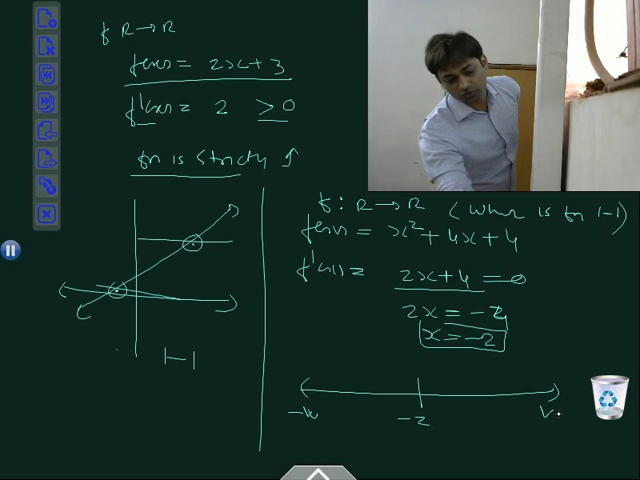 f R→R
f(x) = 2x+3
f'(x) = 2 >0
fn is strictly ↑
1-1
f : R→R (When is fn 1-1)
f(x) = x²+4x+4
f'(x) = 2x+4 = 0
2x = -4
x = -2
-∞ -2